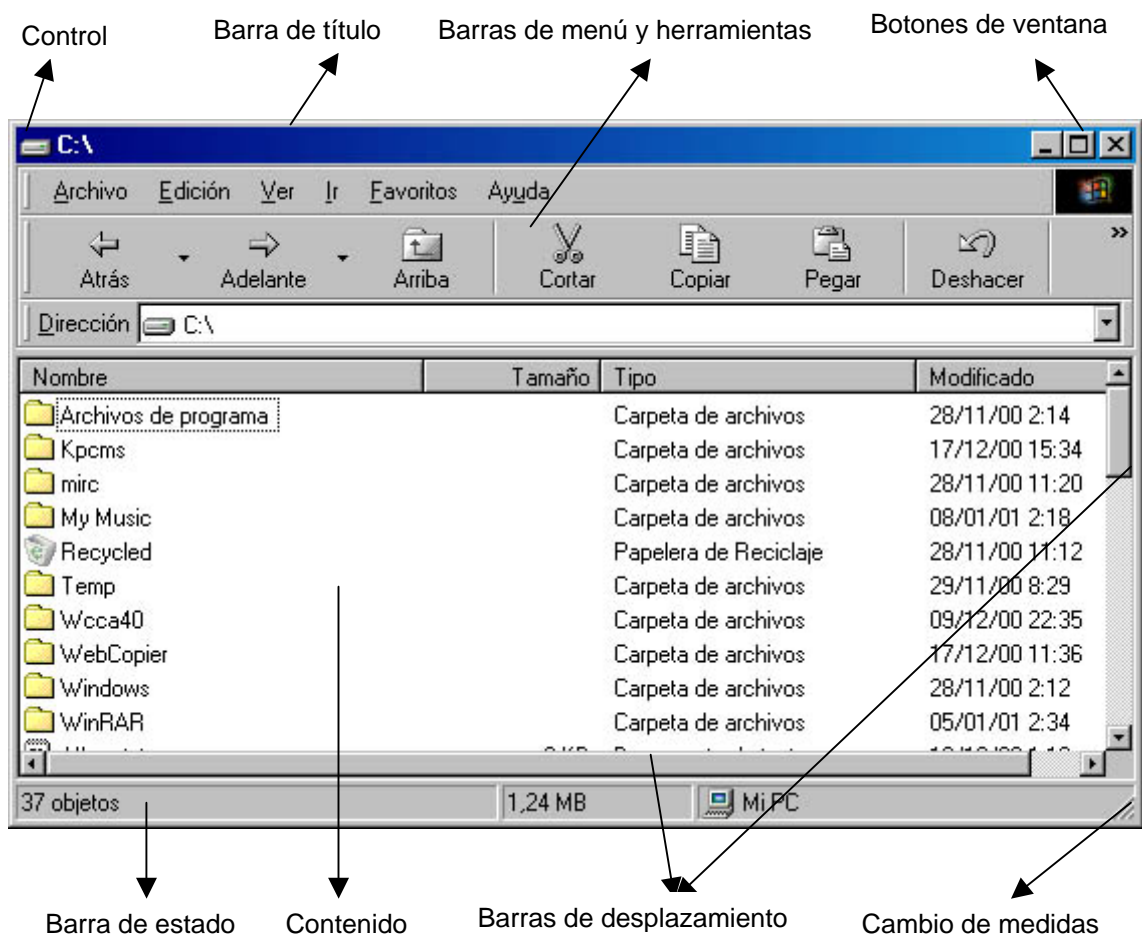 Control Barra de título Barras de menú y herramientas Botones de ventana
C:\
Archivo Edición Ver Ir Favoritos Ayuda
Atrás Adelante Arriba Cortar Copiar Pegar Deshacer »
Dirección C:\
Nombre Tamaño Tipo Modificado
Archivos de programa Carpeta de archivos 28/11/00 2:14
Kpcms Carpeta de archivos 17/12/00 15:34
mirc Carpeta de archivos 28/11/00 11:20
My Music Carpeta de archivos 08/01/01 2:18
Recycled Papelera de Reciclaje 28/11/00 11:12
Temp Carpeta de archivos 29/11/00 8:29
Wcca40 Carpeta de archivos 09/12/00 22:35
WebCopier Carpeta de archivos 17/12/00 11:36
Windows Carpeta de archivos 28/11/00 2:12
WinRAR Carpeta de archivos 05/01/01 2:34
37 objetos 1,24 MB Mi PC
Barra de estado Contenido Barras de desplazamiento Cambio de medidas